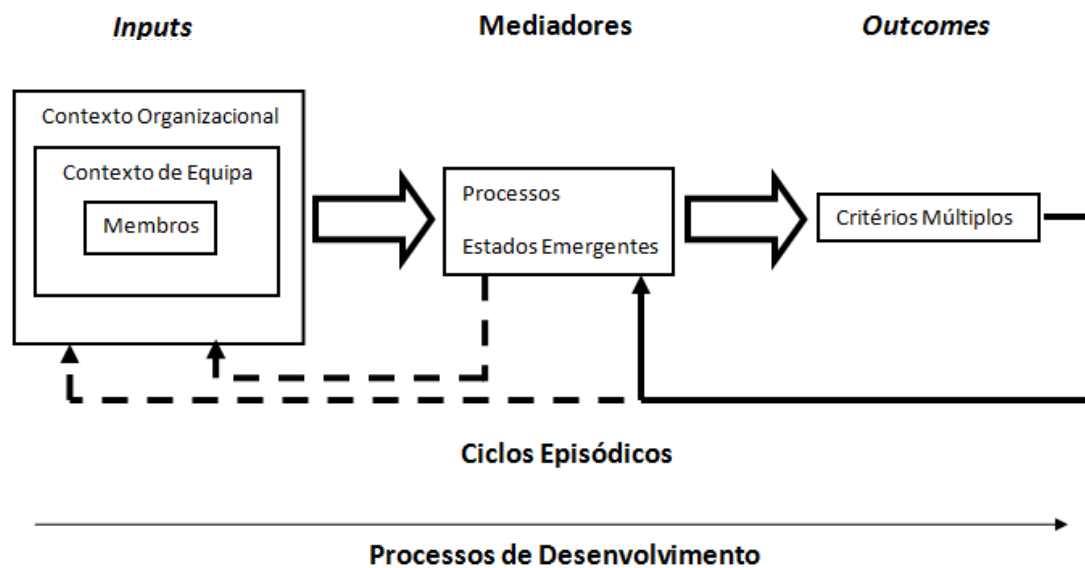 Inputs
Mediadores
Outcomes
Contexto Organizacional
Contexto de Equipa
Membros
Processos
Estados Emergentes
Critérios Múltiplos
Ciclos Episódicos
Processos de Desenvolvimento